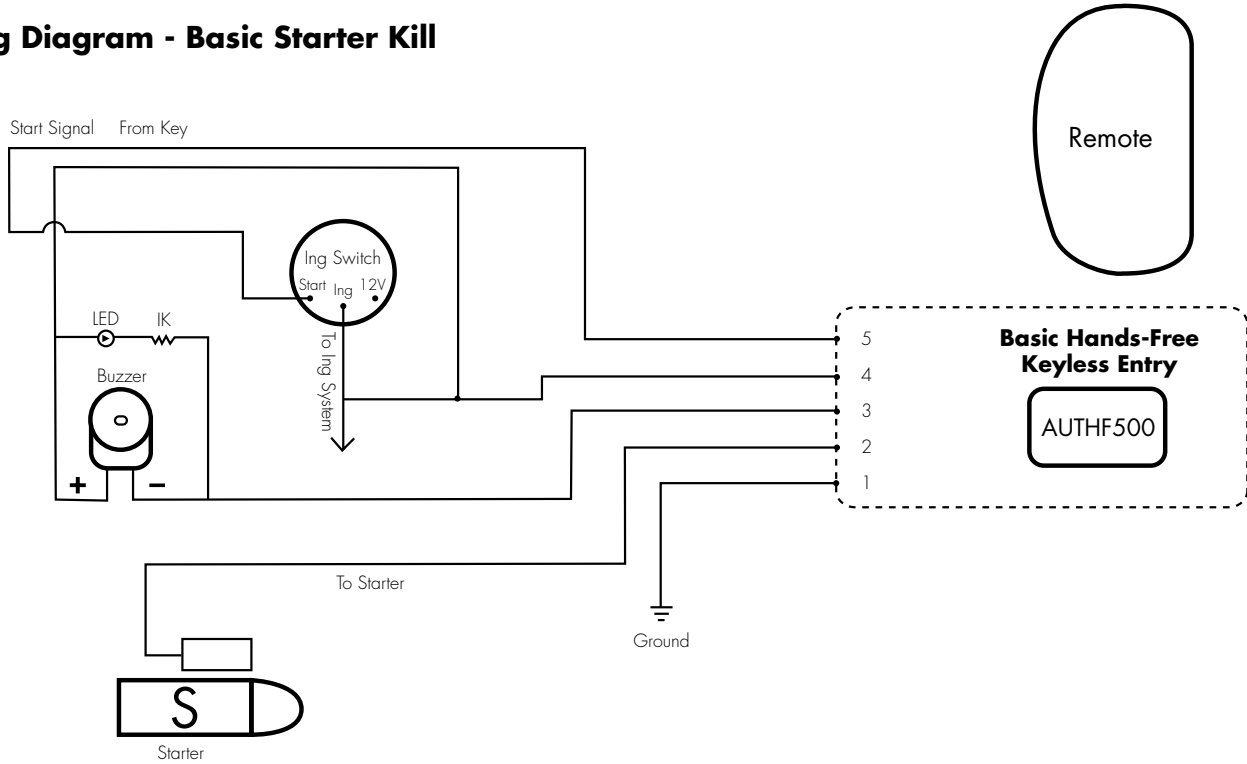 g Diagram - Basic Starter Kill
Remote
Start Signal From Key
Ing Switch
Start Ing 12V
To Ing System
LED IK
Buzzer
+ −
5
4
3
2
1
Basic Hands-Free
Keyless Entry
AUTHF500
To Starter
Ground
S
Starter